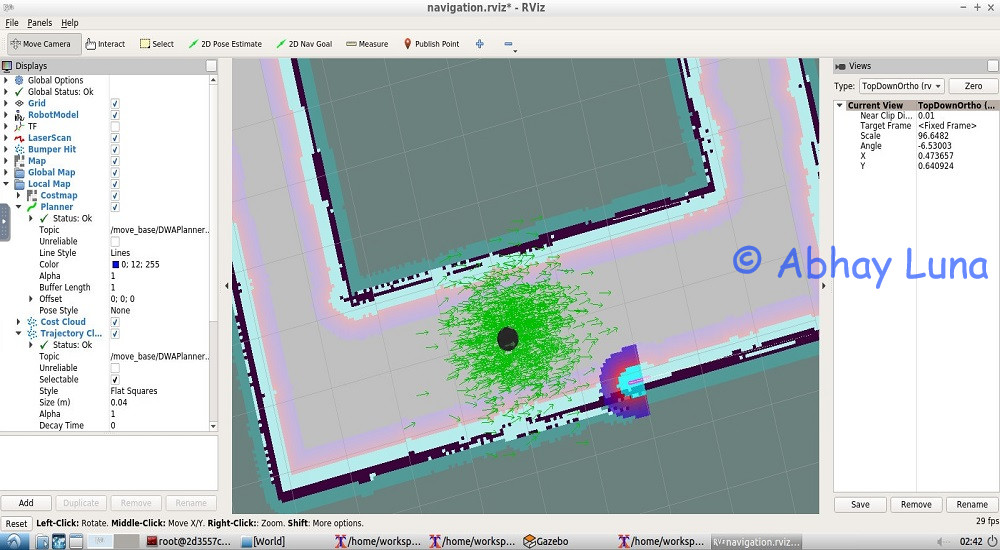 navigation.rviz* - RViz
File Panels Help
Move Camera Interact Select 2D Pose Estimate 2D Nav Goal Measure Publish Point
Displays
Global Options
Global Status: Ok
Grid
RobotModel
TF
LaserScan
Bumper Hit
Map
Global Map
Local Map
Costmap
Planner
Status: Ok
Topic /move_base/DWAPlanner...
Unreliable
Line Style Lines
Color 0; 12; 255
Alpha 1
Buffer Length 1
Offset 0; 0; 0
Pose Style None
Cost Cloud
Trajectory Cl...
Status: Ok
Topic /move_base/DWAPlanner...
Unreliable
Selectable
Style Flat Squares
Size (m) 0.04
Alpha 1
Decay Time 0
Add Duplicate Remove Rename
© Abhay Luna
Views
Type: TopDownOrtho (rv Zero
Current View TopDownOrtho (...
Near Clip Di... 0.01
Target Frame <Fixed Frame>
Scale 96.6482
Angle -6.53003
X 0.473657
Y 0.640924
Save Remove Rename
Reset Left-Click: Rotate. Middle-Click: Move X/Y. Right-Click:: Zoom. Shift: More options. 29 fps
root@2d3557c... [World] /home/worksp... /home/worksp... Gazebo /home/worksp... navigation.rviz... 02:42